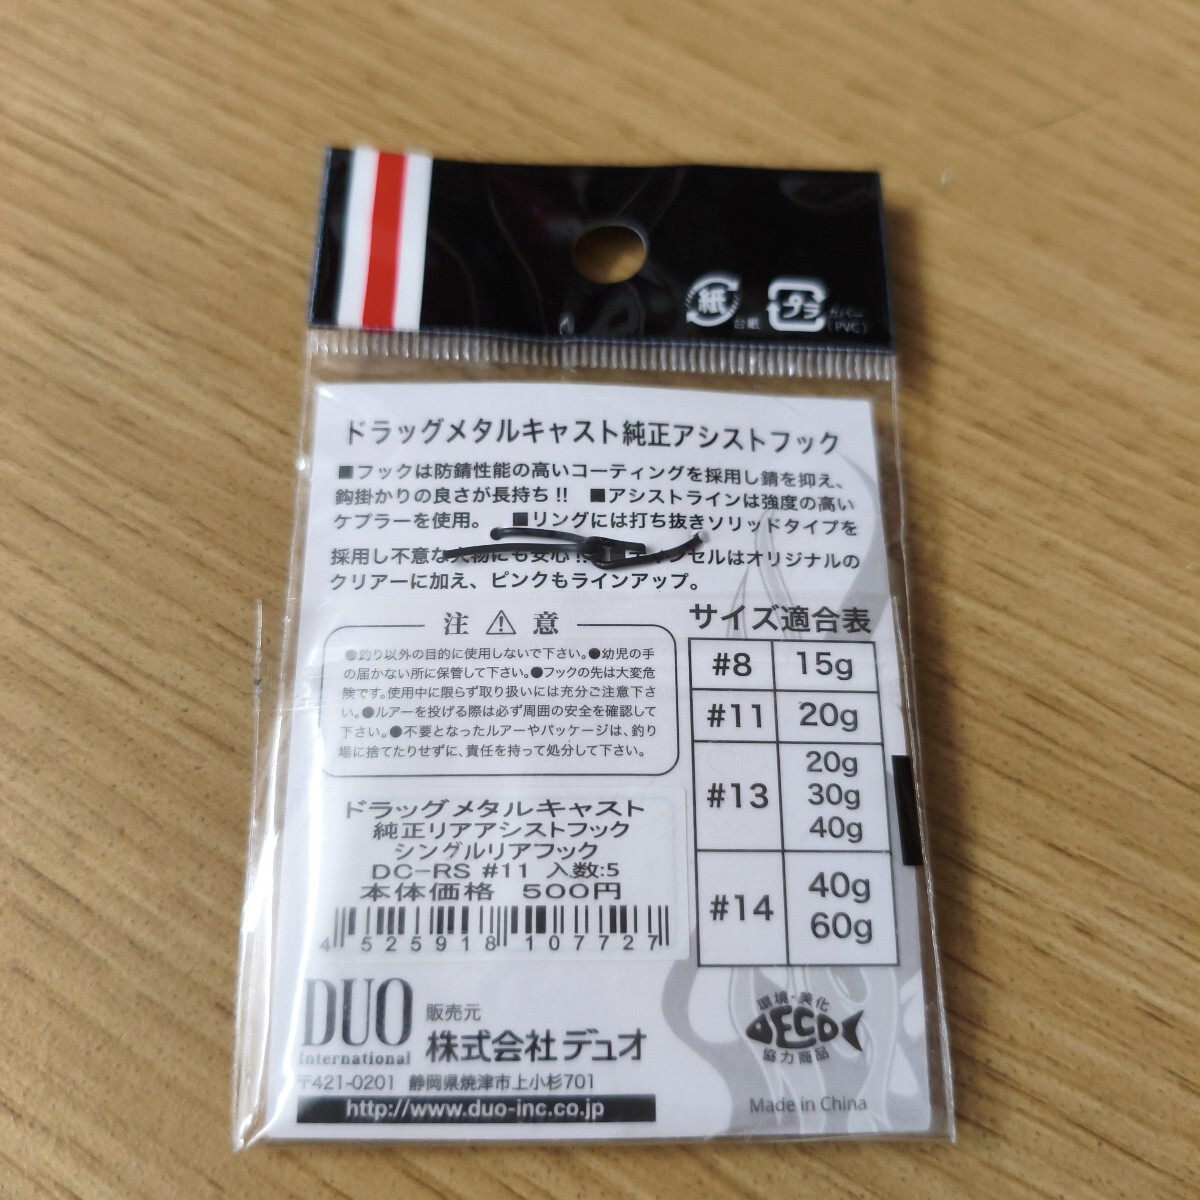 紙
台紙
プラ
カバー
(PVC)
ドラッグメタルキャスト純正アシストフック
■フックは防錆性能の高いコーティングを採用し錆を抑え、
鈎掛かりの良さが長持ち!! ■アシストラインは強度の高い
ケプラーを使用。 ■リングには打ち抜きソリッドタイプを
採用し不意な大物にも安心!! ティンセルはオリジナルの
クリアーに加え、ピンクもラインアップ。
注 ⚠ 意
●釣り以外の目的に使用しないで下さい。●幼児の手
の届かない所に保管して下さい。●フックの先は大変危
険です。使用中に限らず取り扱いには充分ご注意下さ
い。●ルアーを投げる際は必ず周囲の安全を確認して
下さい。●不要となったルアーやパッケージは、釣り
場に捨てたりせずに、責任を持って処分して下さい。
サイズ適合表
#8 15g
#11 20g
#13 20g
30g
40g
#14 40g
60g
ドラッグメタルキャスト
純正リアアシストフック
シングルリアフック
DC-RS #11 入数:5
本体価格 500円
4 525918 107727
DUO
International
販売元
株式会社デュオ
〒421-0201 静岡県焼津市上小杉701
http://www.duo-inc.co.jp
環境・美化
DECO
協力商品
Made in China